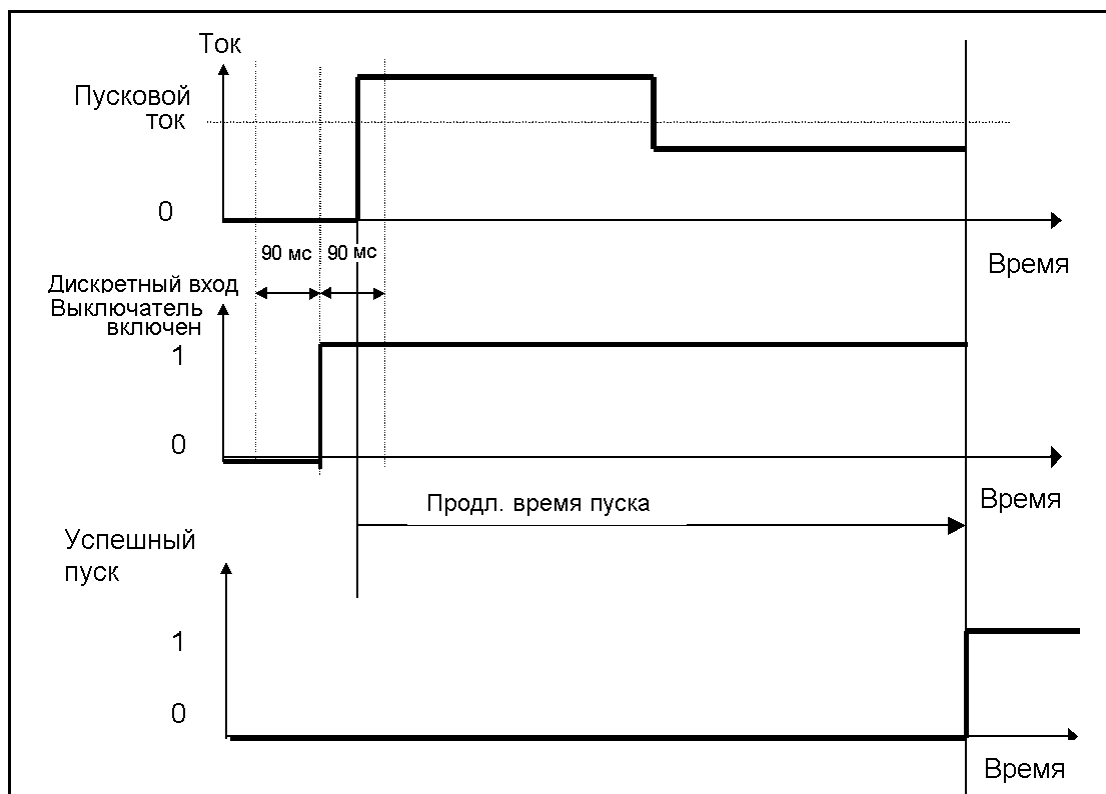 Ток
Пусковой
ток
0
90 мс
90 мс
Время
Дискретный вход
Выключатель
включен
1
0
Время
Продл. время пуска
Успешный
пуск
1
0
Время